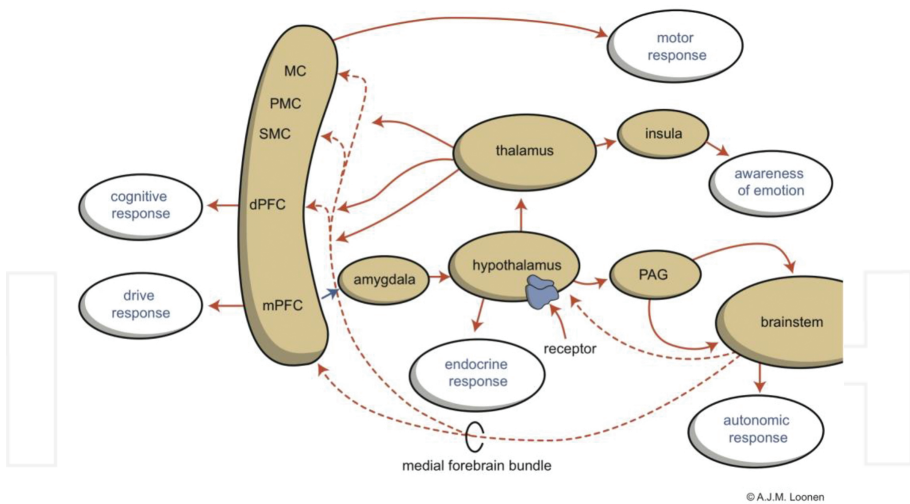 motor
response
MC
PMC
SMC
insula
thalamus
awareness
of emotion
cognitive
response
dPFC
hypothalamus
PAG
amygdala
drive
response
mPFC
brainstem
receptor
endocrine
response
autonomic
response
medial forebrain bundle
© A.J.M. Loonen